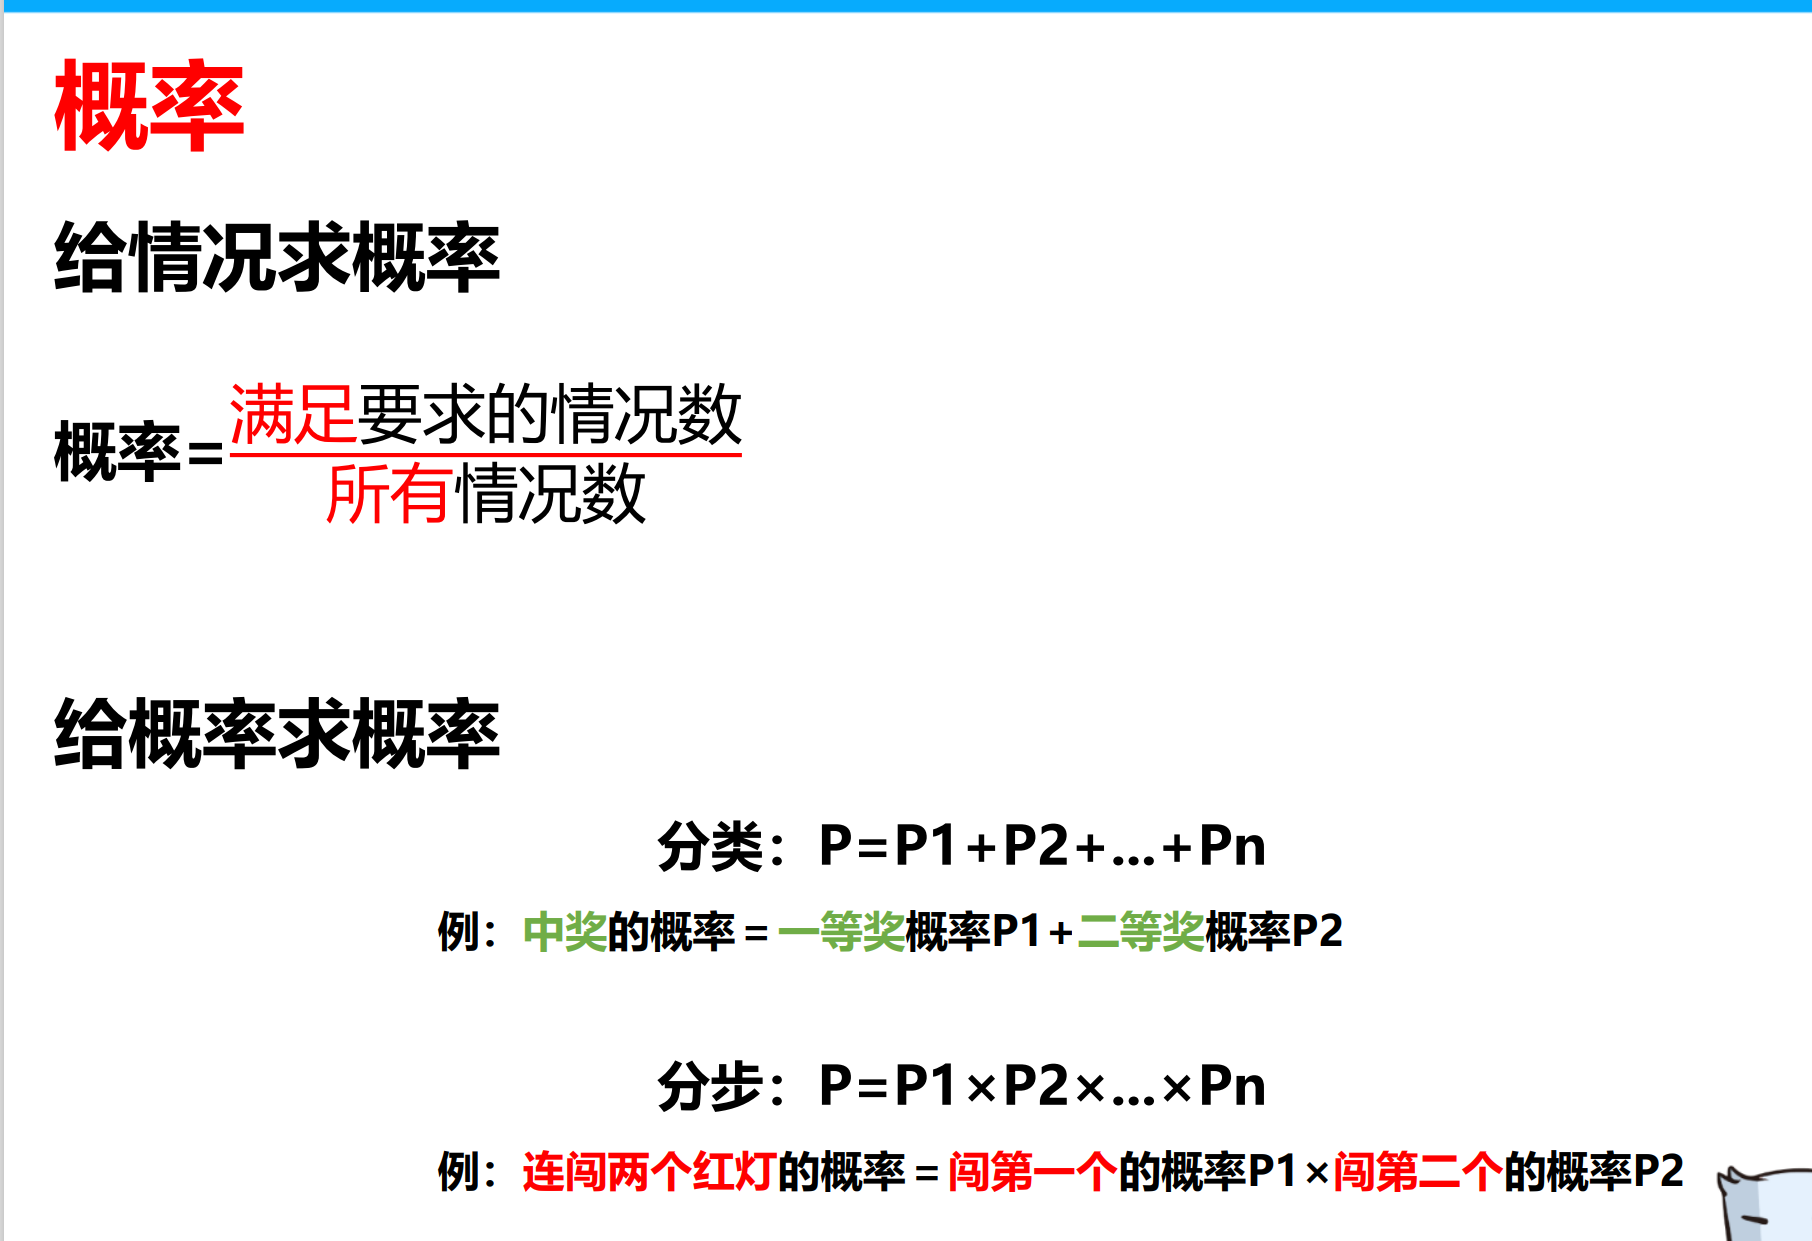 概率
给情况求概率
概率=满足要求的情况数
所有情况数
给概率求概率
分类：P=P1+P2+...+Pn
例：中奖的概率=一等奖概率P1+二等奖概率P2
分步：P=P1×P2×...×Pn
例：连闯两个红灯的概率=闯第一个的概率P1×闯第二个的概率P2